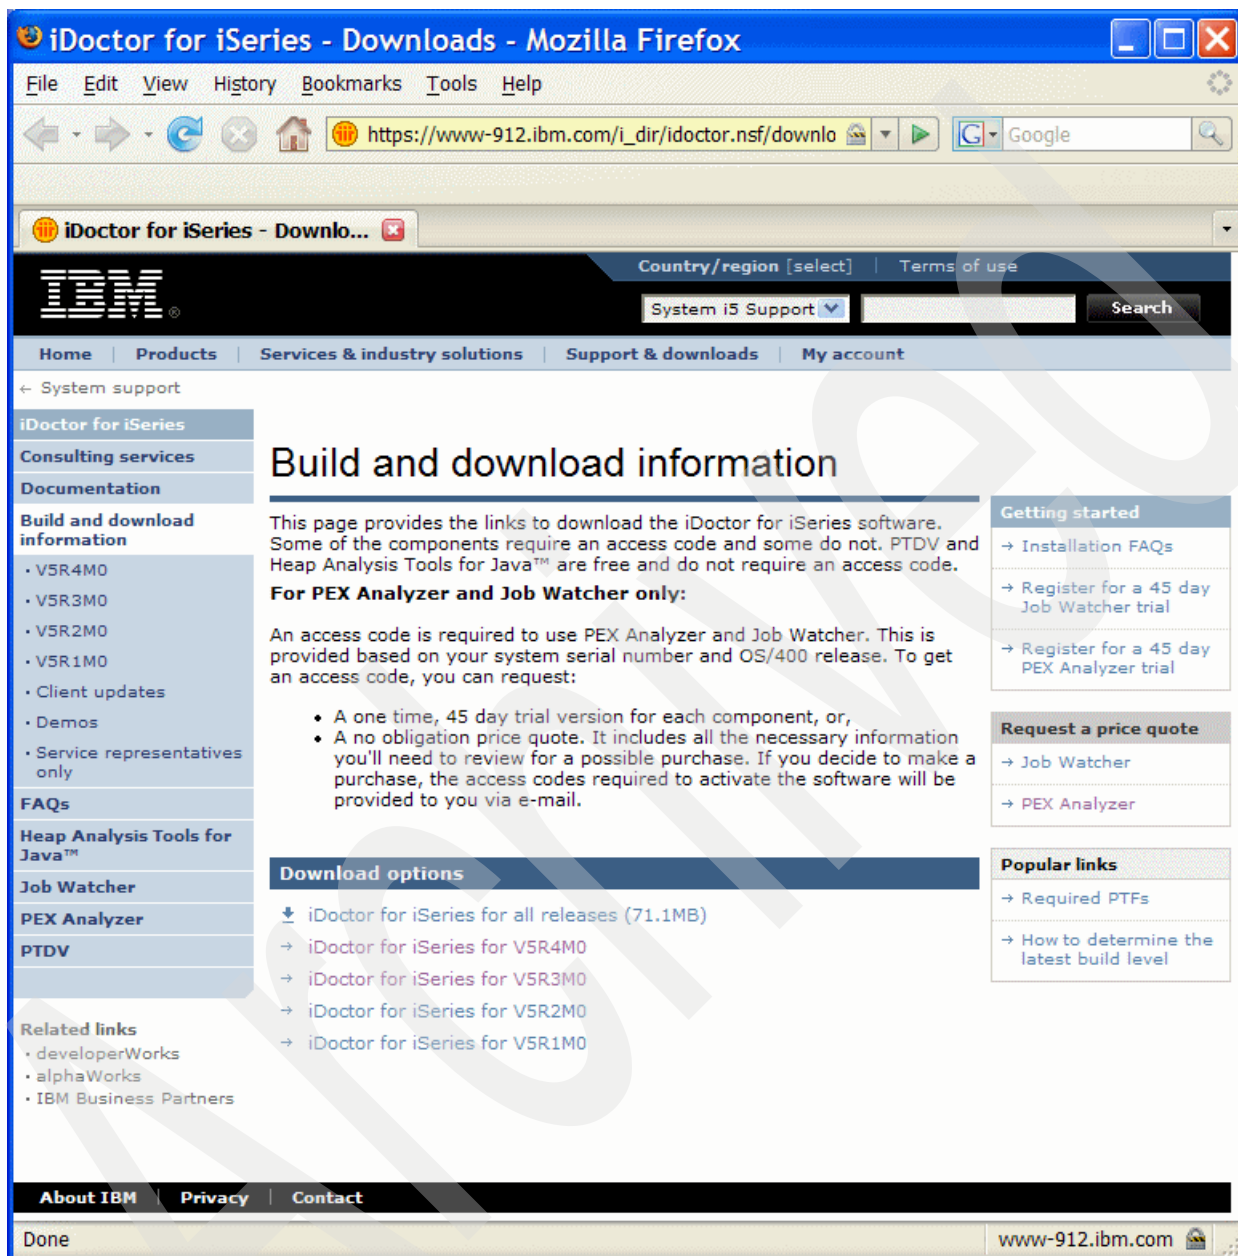 iDoctor for iSeries - Downloads - Mozilla Firefox
File Edit View History Bookmarks Tools Help
https://www-912.ibm.com/i_dir/idoctor.nsf/downlo
G Google
iDoctor for iSeries - Downlo...
Country/region [select] | Terms of use
IBM®
System i5 Support
Search
Home | Products | Services & industry solutions | Support & downloads | My account
← System support
iDoctor for iSeries
Consulting services
Documentation
Build and download
information
· V5R4M0
· V5R3M0
· V5R2M0
· V5R1M0
· Client updates
· Demos
· Service representatives
only
FAQs
Heap Analysis Tools for
Java™
Job Watcher
PEX Analyzer
PTDV
Related links
· developerWorks
· alphaWorks
· IBM Business Partners
Build and download information
This page provides the links to download the iDoctor for iSeries software.
Some of the components require an access code and some do not. PTDV and
Heap Analysis Tools for Java™ are free and do not require an access code.
For PEX Analyzer and Job Watcher only:
An access code is required to use PEX Analyzer and Job Watcher. This is
provided based on your system serial number and OS/400 release. To get
an access code, you can request:
• A one time, 45 day trial version for each component, or,
• A no obligation price quote. It includes all the necessary information
you'll need to review for a possible purchase. If you decide to make a
purchase, the access codes required to activate the software will be
provided to you via e-mail.
Download options
iDoctor for iSeries for all releases (71.1MB)
→ iDoctor for iSeries for V5R4M0
→ iDoctor for iSeries for V5R3M0
→ iDoctor for iSeries for V5R2M0
→ iDoctor for iSeries for V5R1M0
Getting started
→ Installation FAQs
→ Register for a 45 day
Job Watcher trial
→ Register for a 45 day
PEX Analyzer trial
Request a price quote
→ Job Watcher
→ PEX Analyzer
Popular links
→ Required PTFs
→ How to determine the
latest build level
About IBM | Privacy | Contact
Done
www-912.ibm.com
Archived